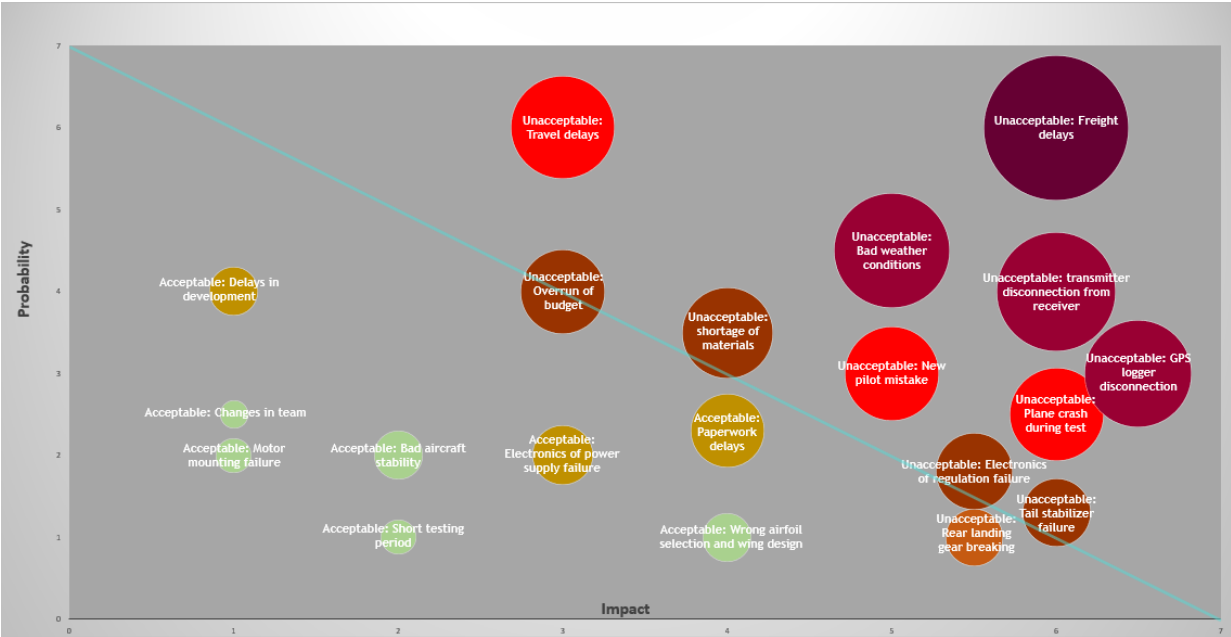 7
6
5
4
3
2
1
0
Probability
Unacceptable:
Travel delays
Unacceptable: Freight
delays
Unacceptable:
Bad weather
conditions
Acceptable: Delays in
development
Unacceptable:
Overrun of
budget
Unacceptable: transmitter
disconnection from
receiver
Unacceptable:
shortage of
materials
Unacceptable: New
pilot mistake
Unacceptable: GPS
logger
disconnection
Acceptable: Changes in team
Unacceptable:
Plane crash
during test
Acceptable:
Paperwork
delays
Acceptable: Motor
mounting failure
Acceptable: Bad aircraft
stability
Acceptable:
Electronics of power
supply failure
Unacceptable: Electronics
of regulation failure
Unacceptable:
Tail stabilizer
failure
Acceptable: Short testing
period
Acceptable: Wrong airfoil
selection and wing design
Unacceptable:
Rear landing
gear breaking
Impact
0 1 2 3 4 5 6 7